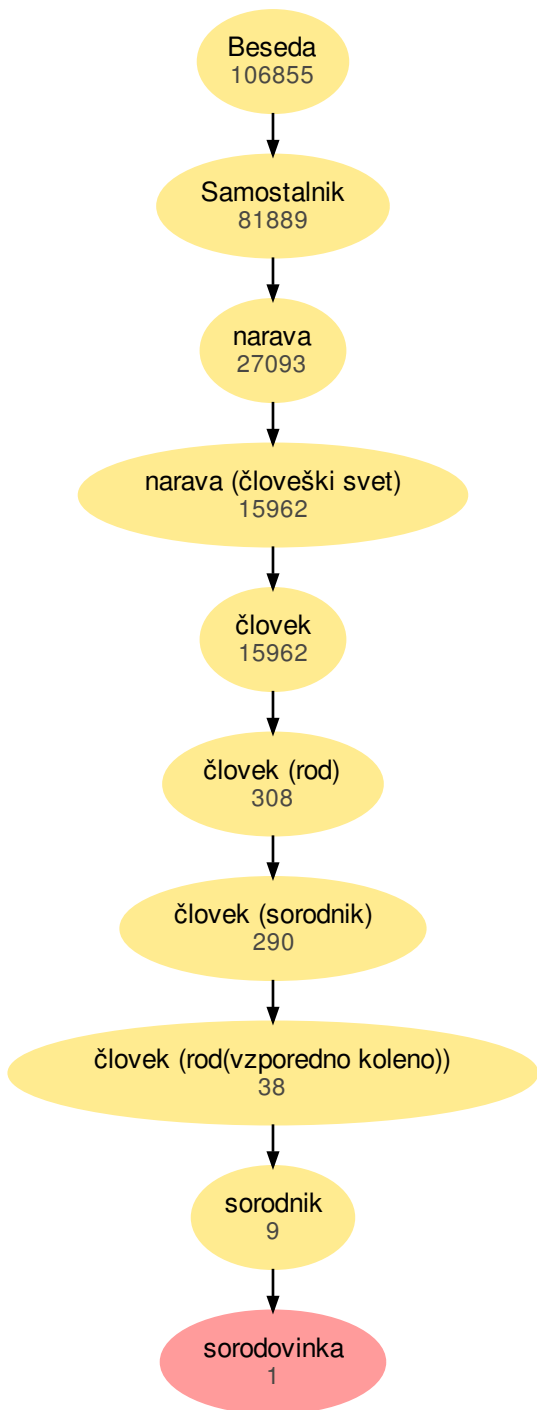 Beseda
106855
Samostalnik
81889
narava
27093
narava (človeški svet)
15962
človek
15962
človek (rod)
308
človek (sorodnik)
290
človek (rod(vzporedno koleno))
38
sorodnik
9
sorodovinka
1